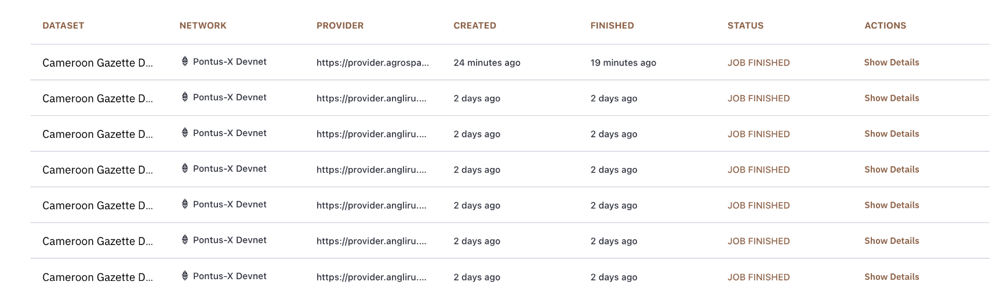 DATASET NETWORK PROVIDER CREATED FINISHED STATUS ACTIONS
Cameroon Gazette D... Pontus-X Devnet https://provider.agrospa... 24 minutes ago 19 minutes ago JOB FINISHED Show Details
Cameroon Gazette D... Pontus-X Devnet https://provider.angliru.... 2 days ago 2 days ago JOB FINISHED Show Details
Cameroon Gazette D... Pontus-X Devnet https://provider.angliru.... 2 days ago 2 days ago JOB FINISHED Show Details
Cameroon Gazette D... Pontus-X Devnet https://provider.angliru.... 2 days ago 2 days ago JOB FINISHED Show Details
Cameroon Gazette D... Pontus-X Devnet https://provider.angliru.... 2 days ago 2 days ago JOB FINISHED Show Details
Cameroon Gazette D... Pontus-X Devnet https://provider.angliru.... 2 days ago 2 days ago JOB FINISHED Show Details
Cameroon Gazette D... Pontus-X Devnet https://provider.angliru.... 2 days ago 2 days ago JOB FINISHED Show Details